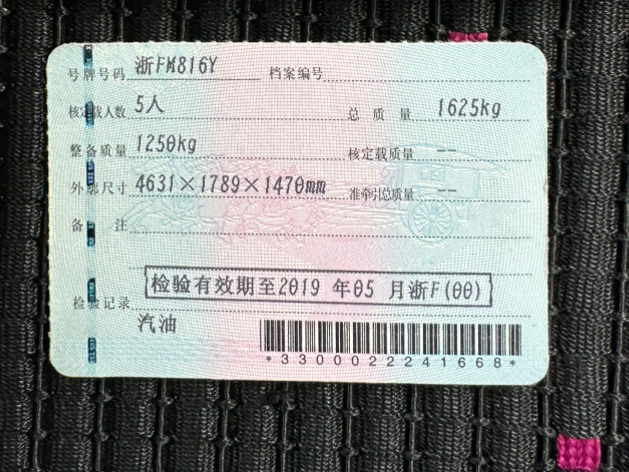 号牌号码 浙FM816Y 档案编号
核定载人数 5人 总质量 1625kg
整备质量 1250kg 核定载质量 --
外廓尺寸 4631×1789×1470mm 准牵引总质量 --
备注
检验有效期至2019 年05 月浙F(00)
检验记录
汽油
*3300022241668*